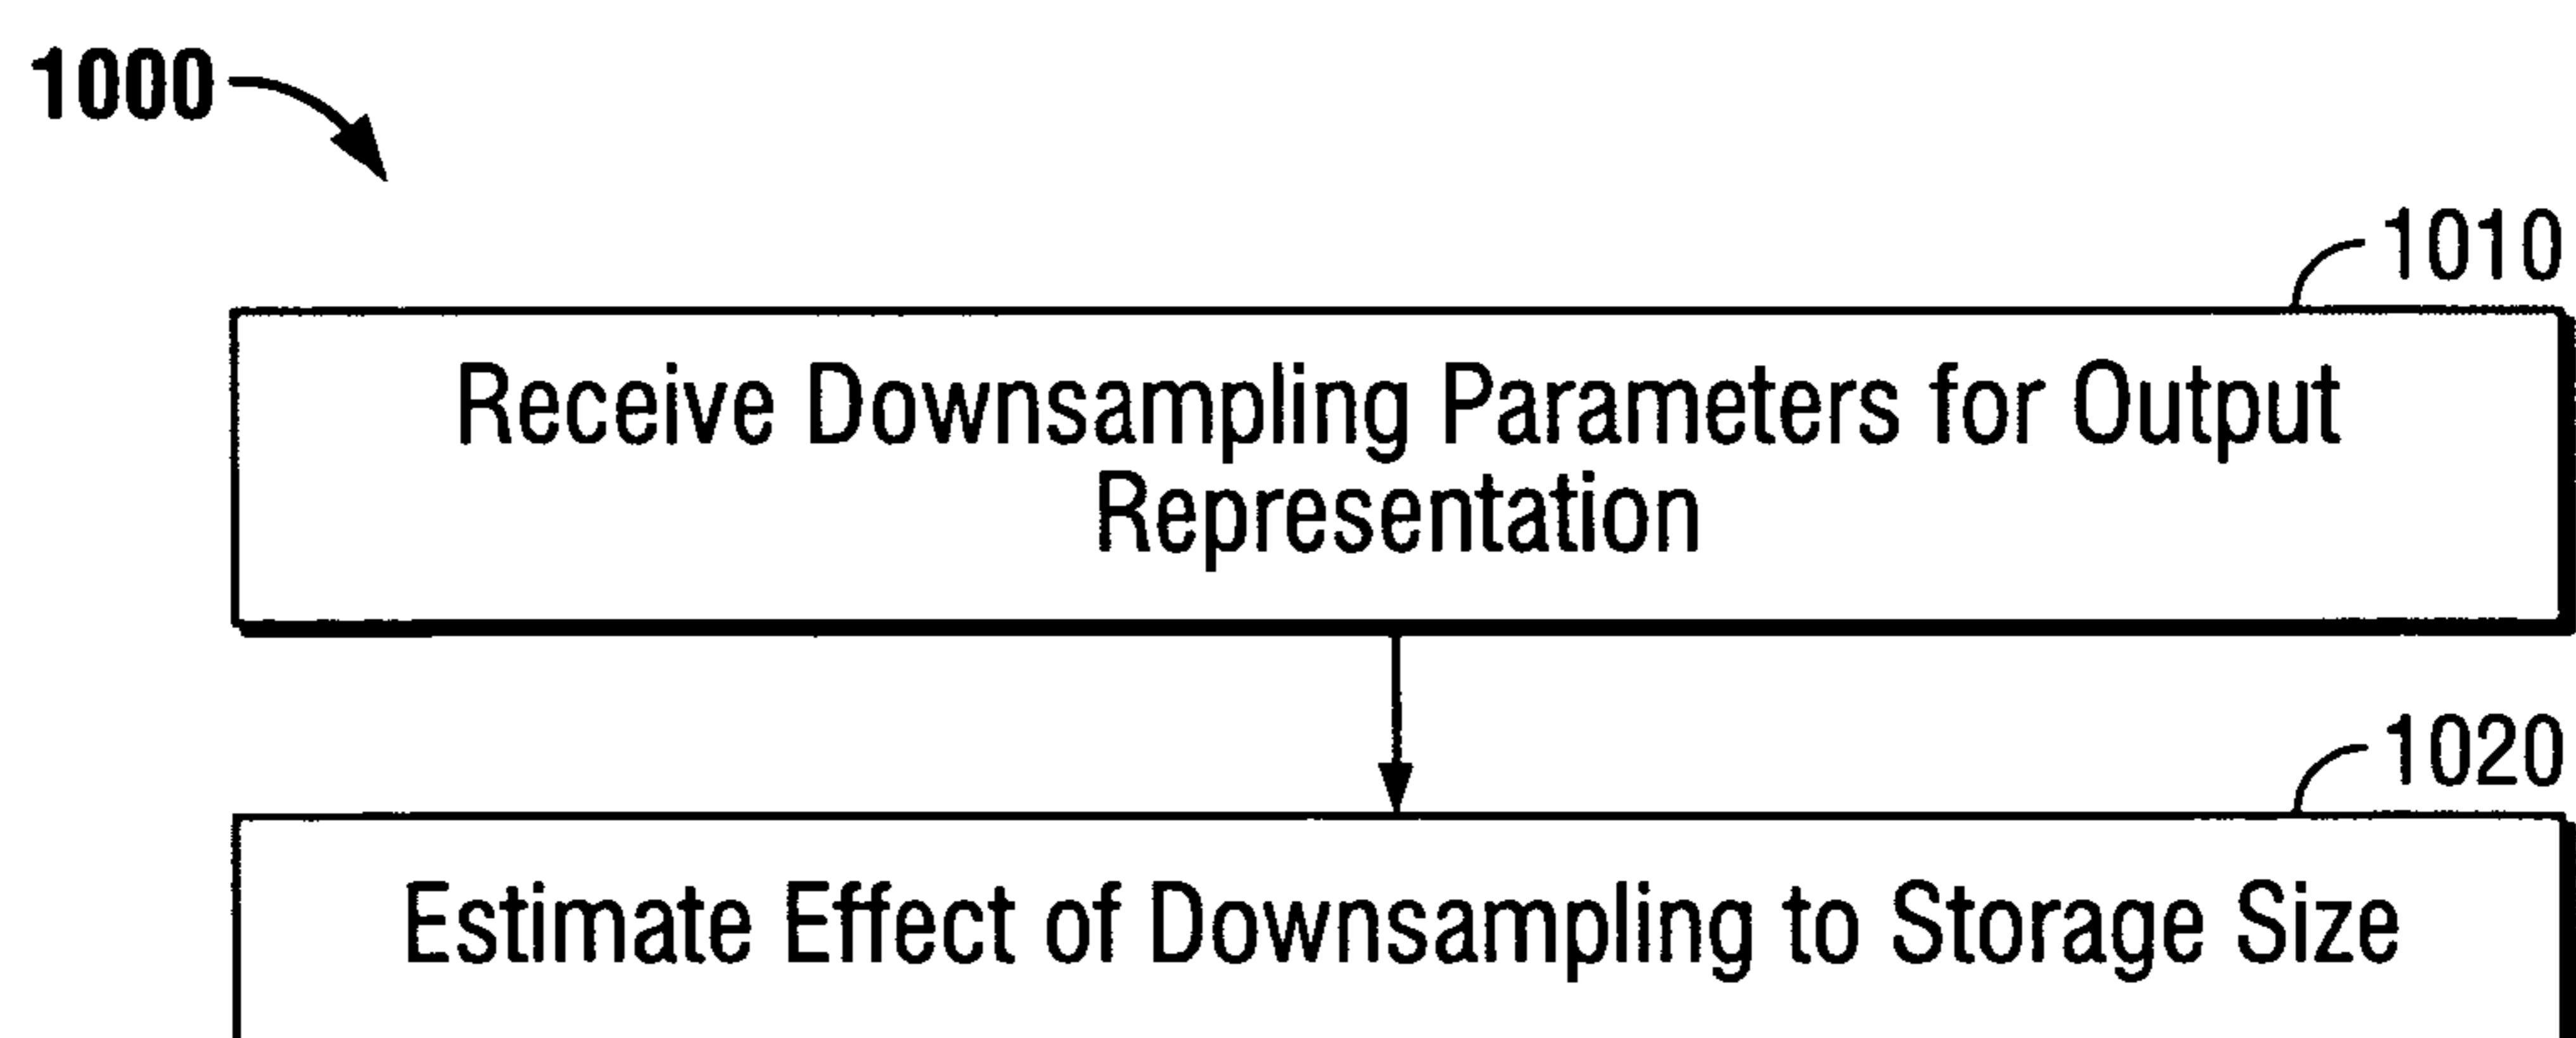 1000
1010
Receive Downsampling Parameters for Output
Representation
1020
Estimate Effect of Downsampling to Storage Size